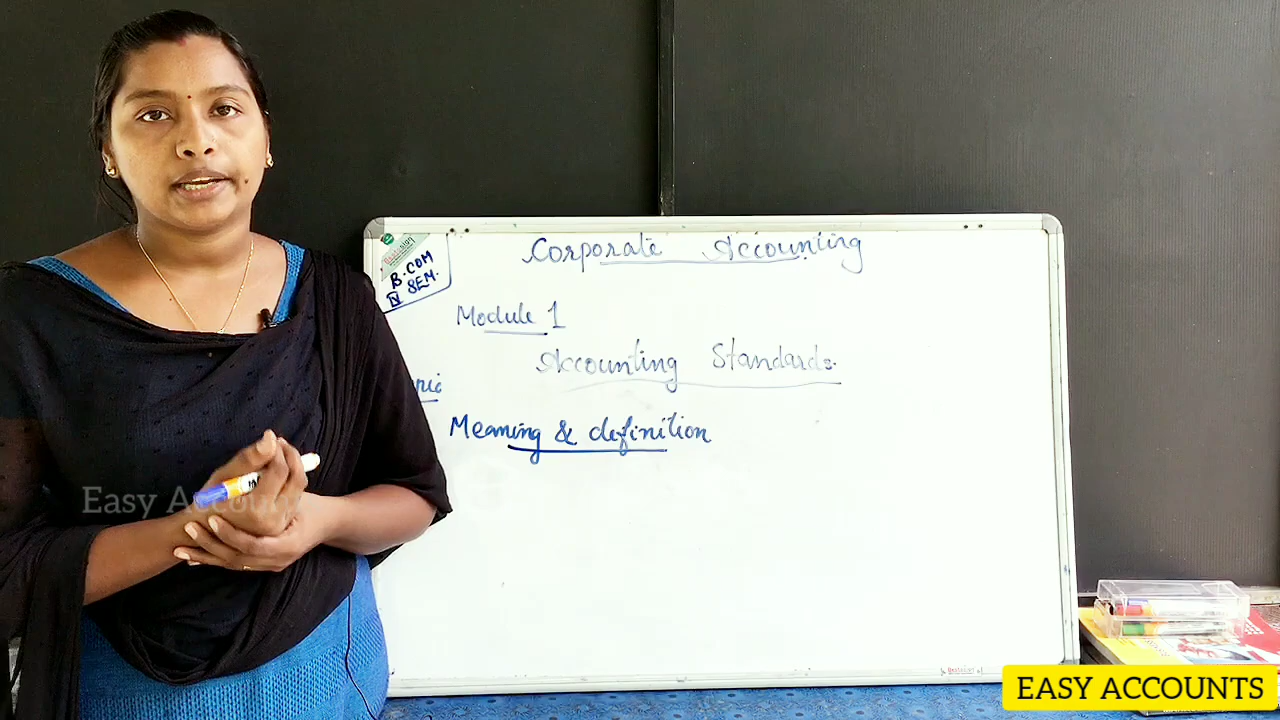 Corporate Accounting
B.COM
IV SEM.
Module 1
Accounting Standards.
Meaning & definition
Easy Accounts
EASY ACCOUNTS